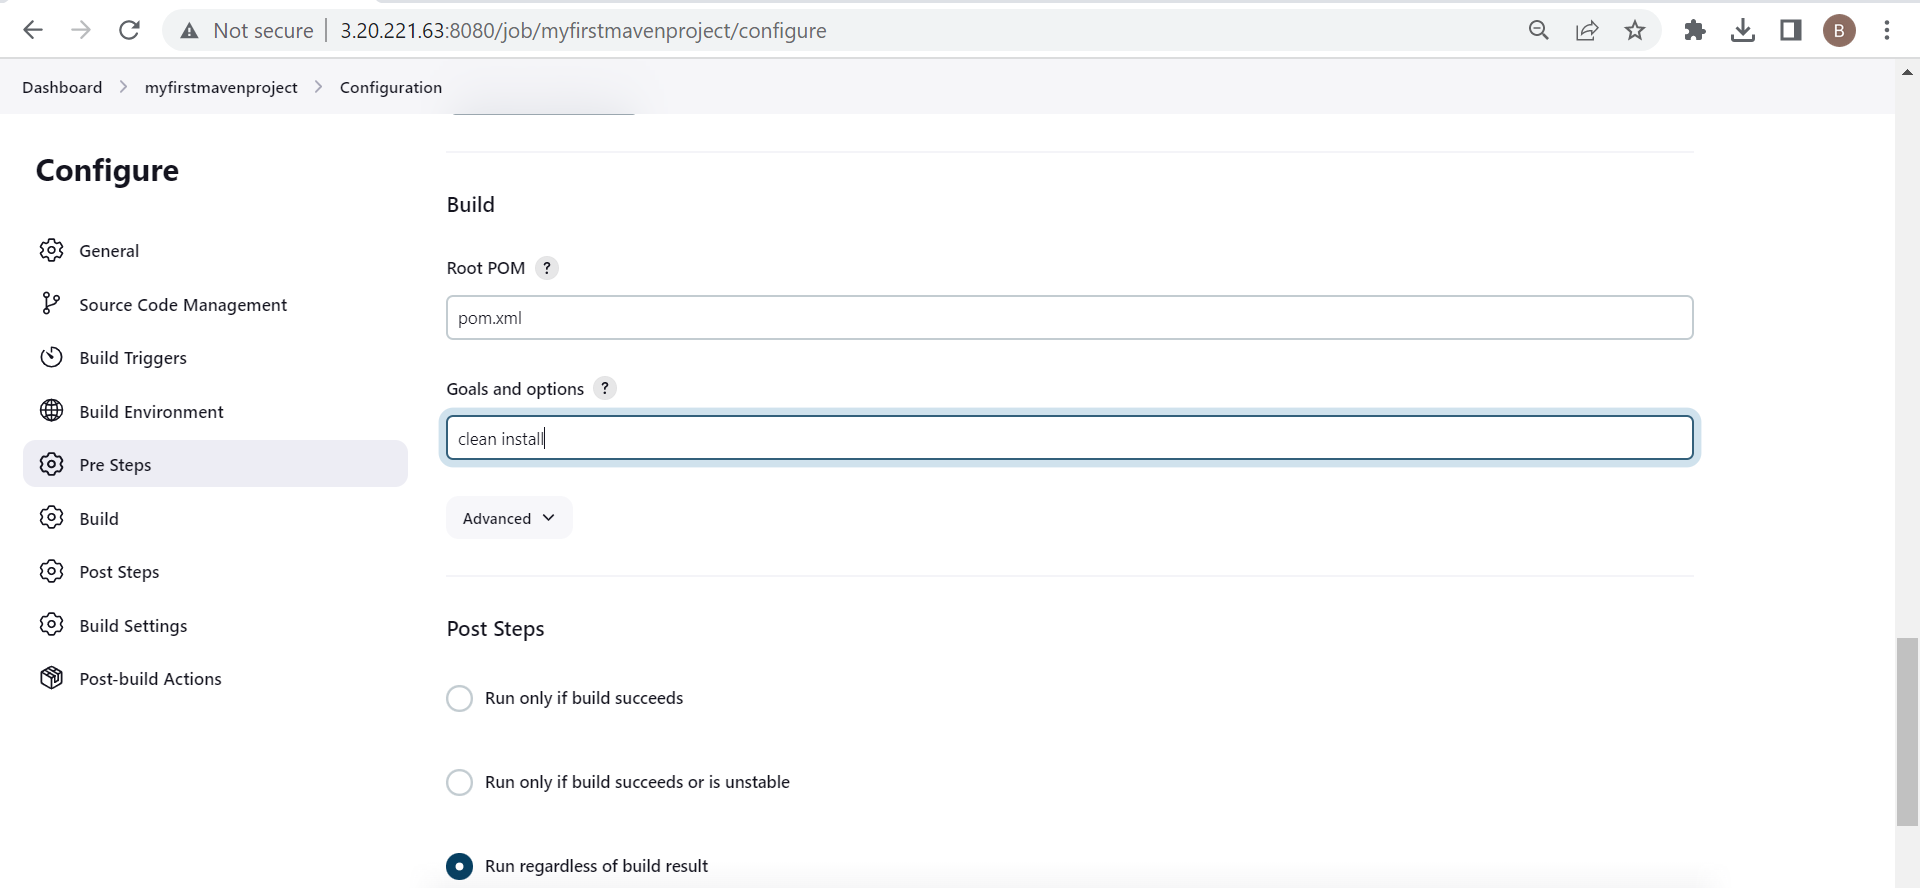 Not secure | 3.20.221.63:8080/job/myfirstmavenproject/configure
B
Dashboard > myfirstmavenproject > Configuration
Configure
General
Source Code Management
Build Triggers
Build Environment
Pre Steps
Build
Post Steps
Build Settings
Post-build Actions
Build
Root POM ?
pom.xml
Goals and options ?
clean install
Advanced
Post Steps
Run only if build succeeds
Run only if build succeeds or is unstable
Run regardless of build result